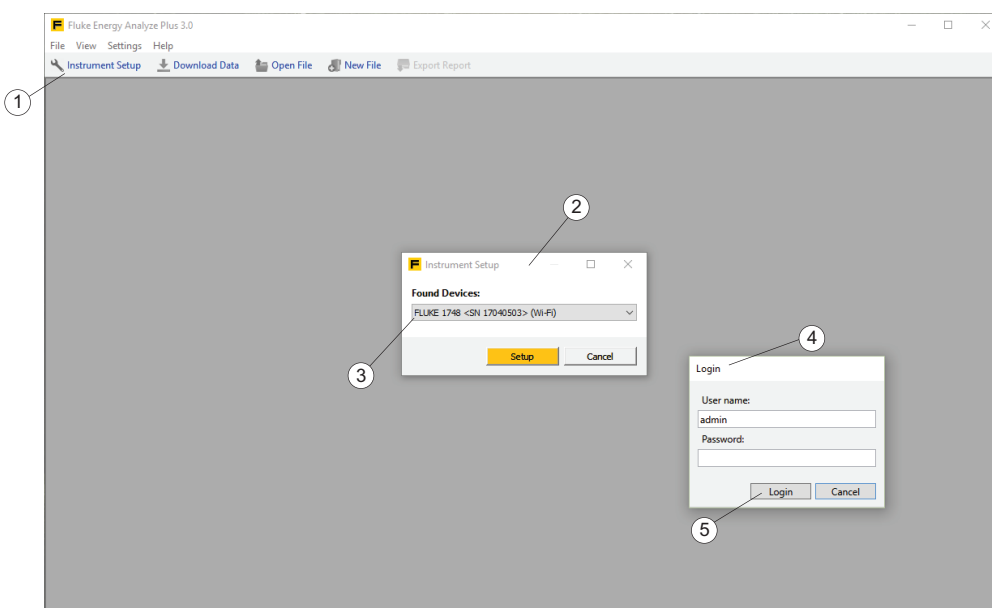 Fluke Energy Analyze Plus 3.0
File View Settings Help
Instrument Setup Download Data Open File New File Export Report
1
2
Instrument Setup
Found Devices:
FLUKE 1748 <SN 17040503> (Wi-Fi)
3
Setup Cancel
4
Login
User name:
admin
Password:
Login Cancel
5